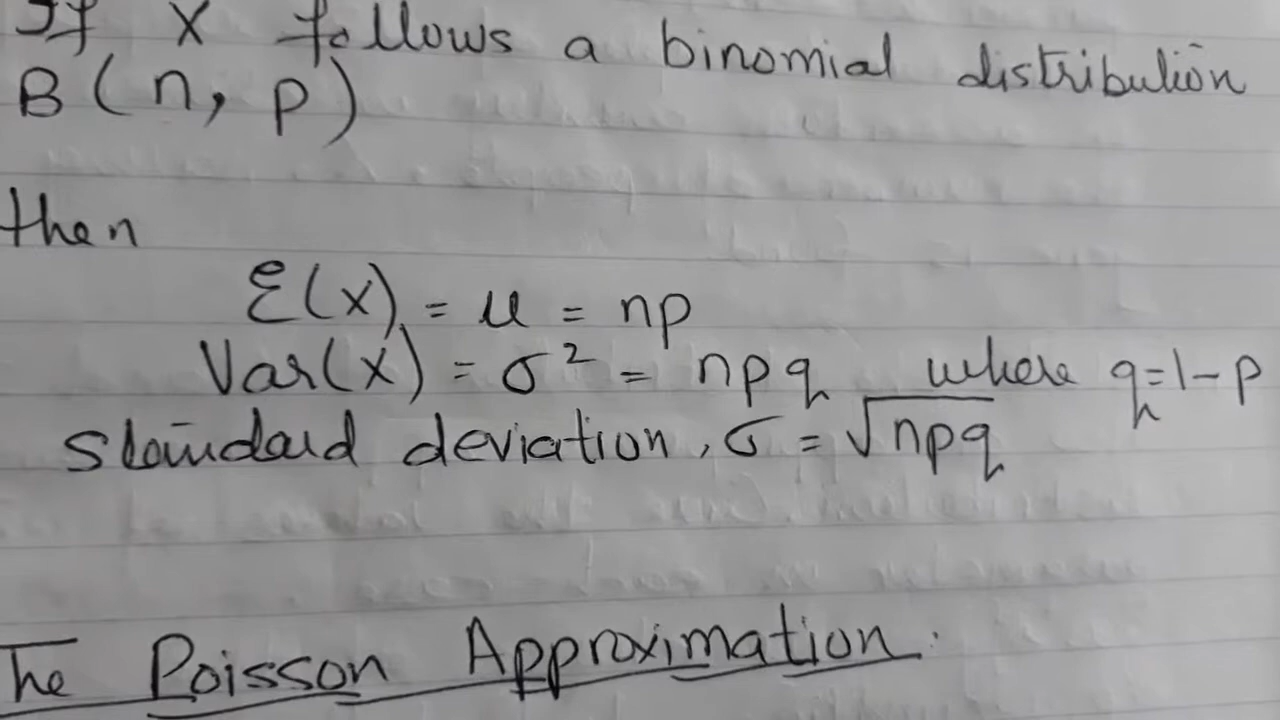 If X follows a binomial distribution
B(n, p)
then
E(X) = μ = np
Var(X) = σ² = npq where q=1-p
standard deviation, σ = √npq
The Poisson Approximation.